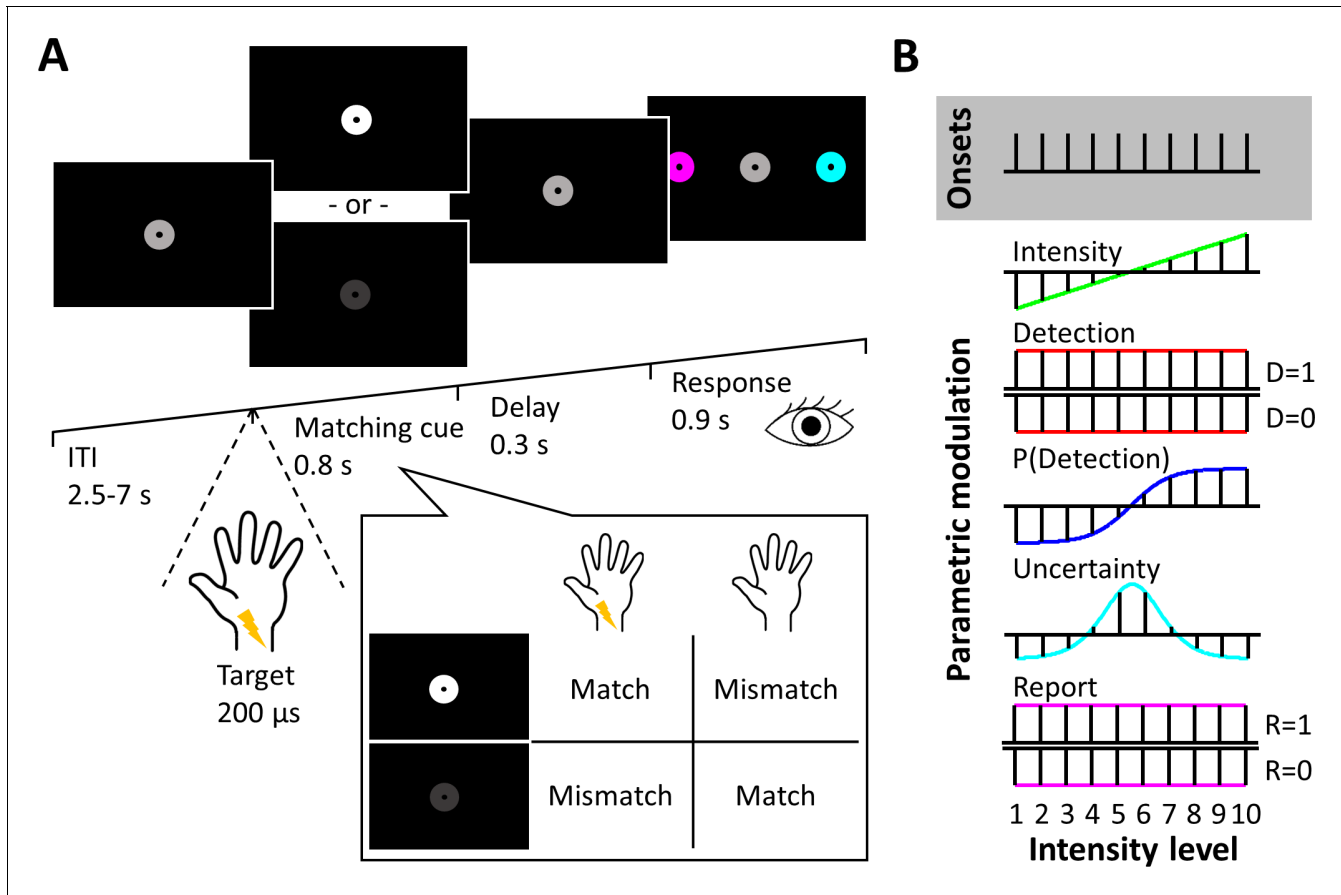 A
- or -
ITI
2.5-7 s
Matching cue
0.8 s
Delay
0.3 s
Response
0.9 s
Target
200 μs
Match
Mismatch
Mismatch
Match
B
Onsets
Parametric modulation
Intensity
Detection
D=1
D=0
P(Detection)
Uncertainty
Report
R=1
R=0
1 2 3 4 5 6 7 8 9 10
Intensity level